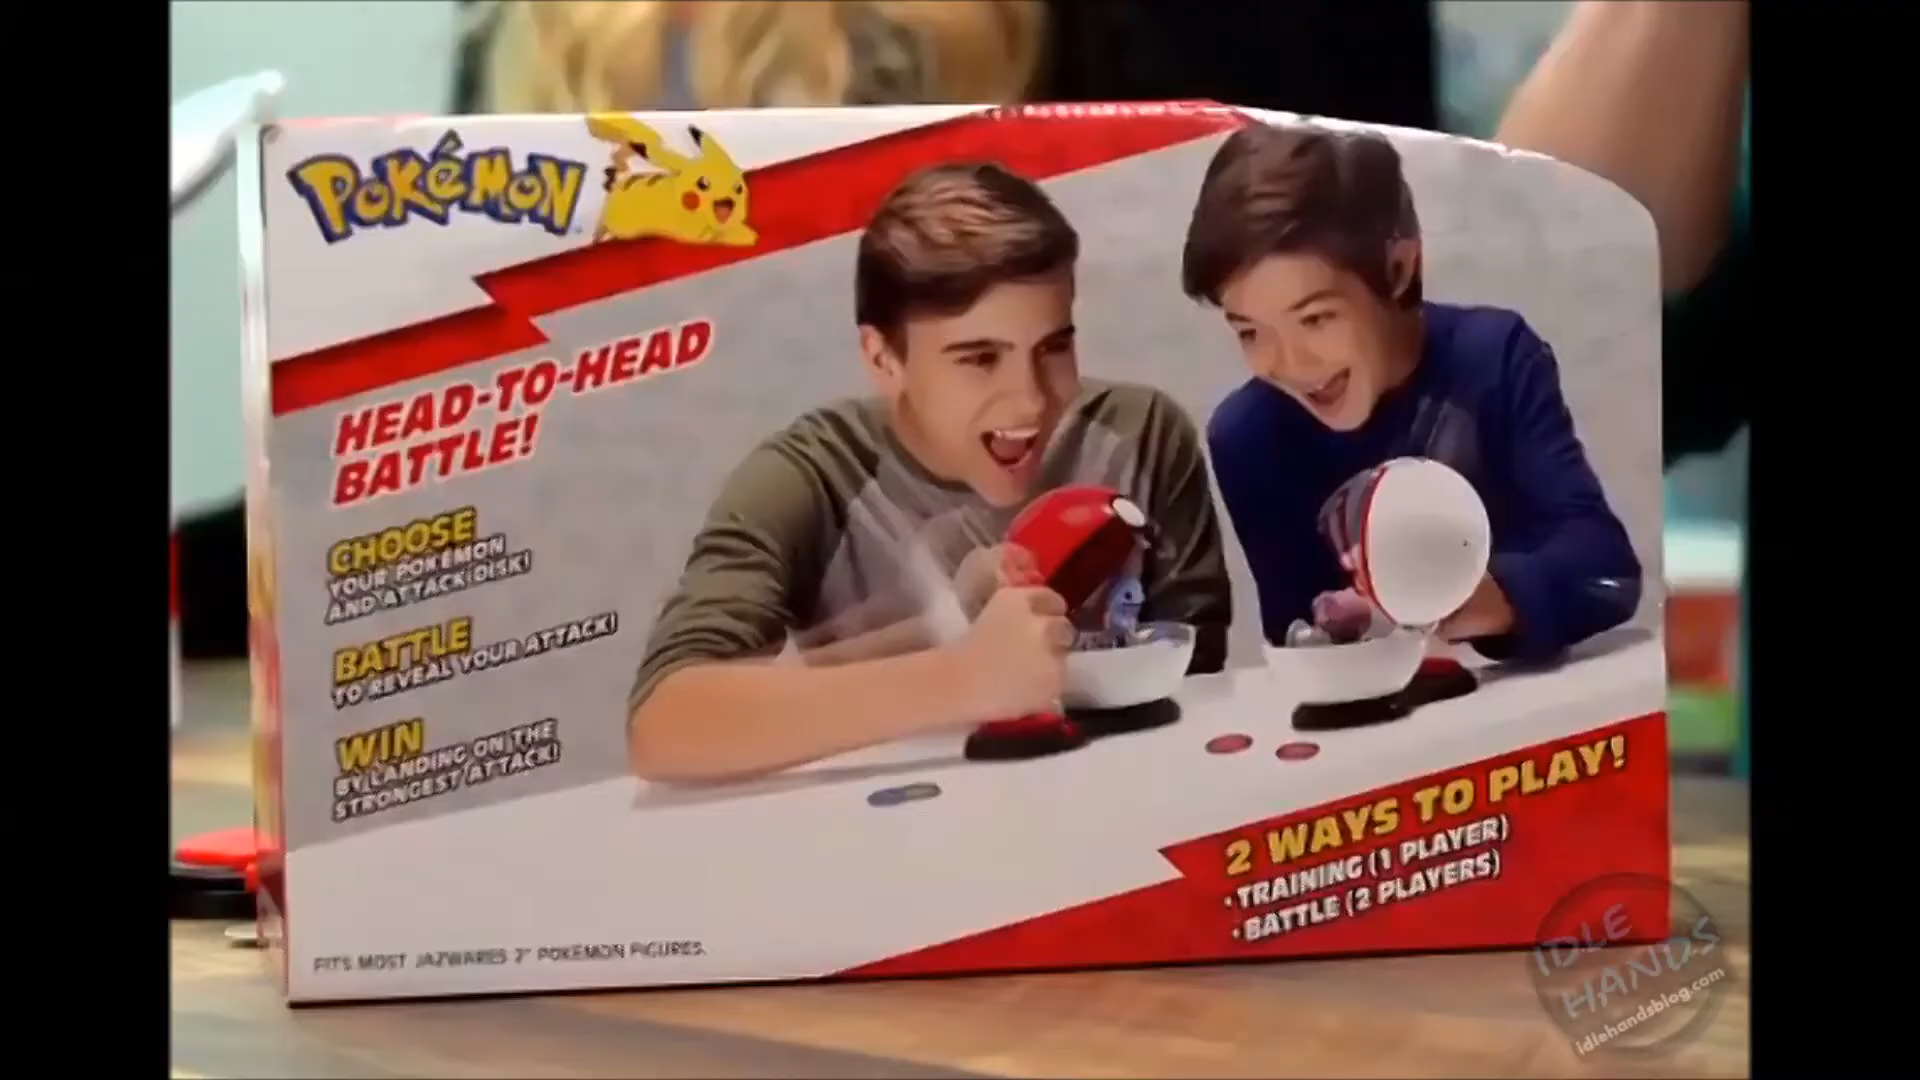 POKÉMON
HEAD-TO-HEAD
BATTLE!
CHOOSE
YOUR POKÉMON
AND ATTACK DISK!
BATTLE
TO REVEAL YOUR ATTACK!
WIN
BY LANDING ON THE
STRONGEST ATTACK!
2 WAYS TO PLAY!
• TRAINING (1 PLAYER)
• BATTLE (2 PLAYERS)
FITS MOST JAZWARES 2" POKÉMON FIGURES.
IDLE
HANDS
idlehandsblog.com